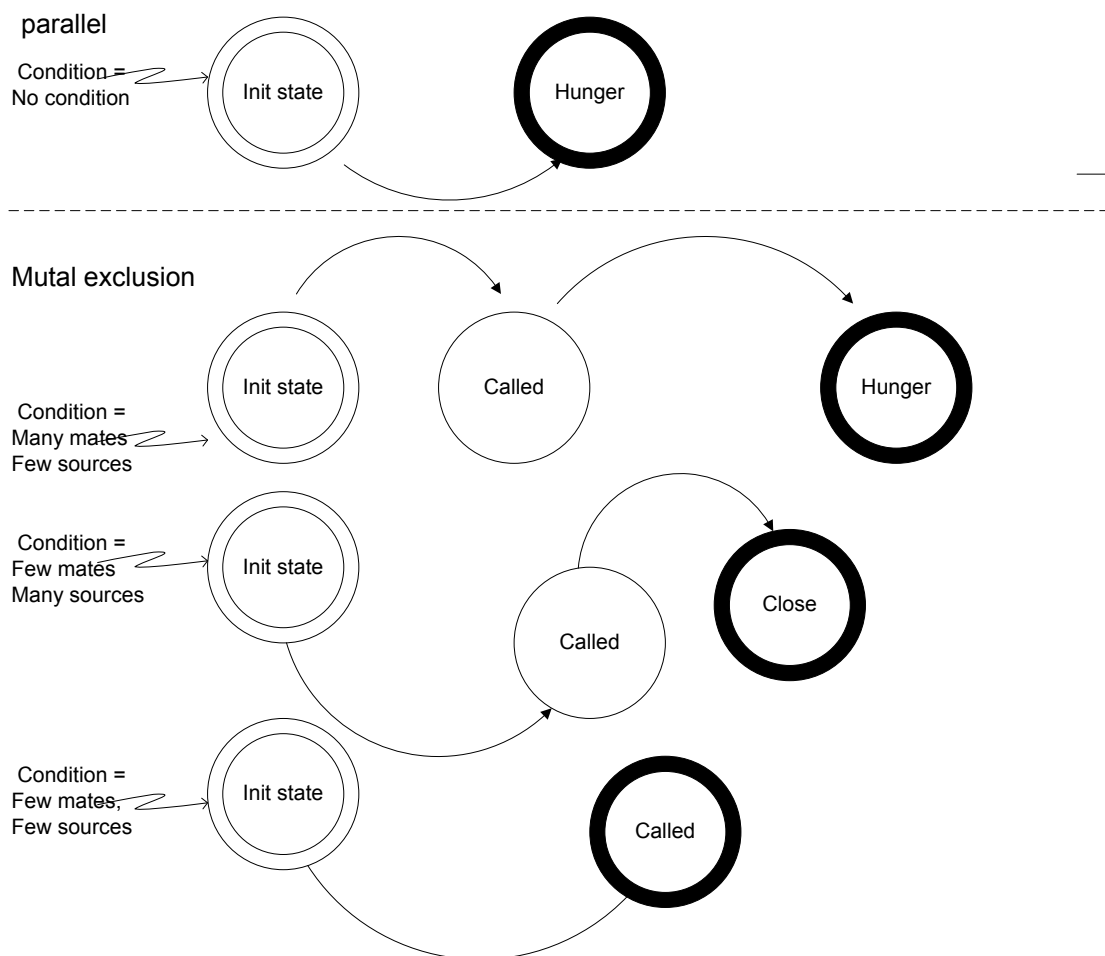 parallel
Condition =
No condition
Init state
Hunger
Mutal exclusion
Init state
Called
Hunger
Condition =
Many mates
Few sources
Condition =
Few mates
Many sources
Init state
Called
Close
Condition =
Few mates,
Few sources
Init state
Called